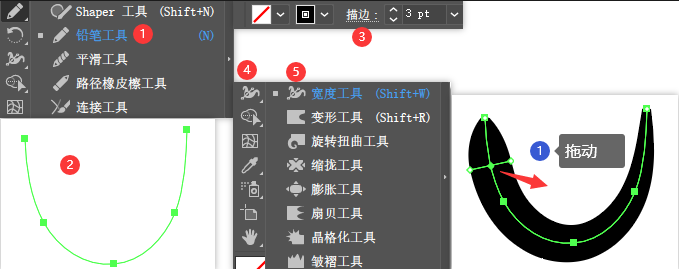 Shaper 工具 (Shift+N)
铅笔工具 1 (N)
平滑工具
路径橡皮擦工具
连接工具
2
描边: 3 pt
3
4
5
宽度工具 (Shift+W)
变形工具 (Shift+R)
旋转扭曲工具
缩拢工具
膨胀工具
扇贝工具
晶格化工具
皱褶工具
1 拖动